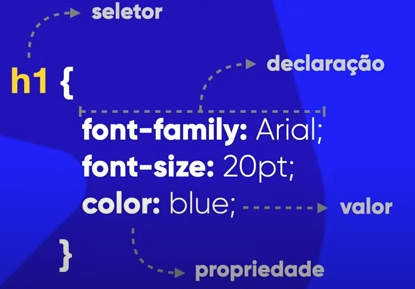 seletor
h1 {
declaração
font-family: Arial;
font-size: 20pt;
color: blue;
valor
}
propriedade